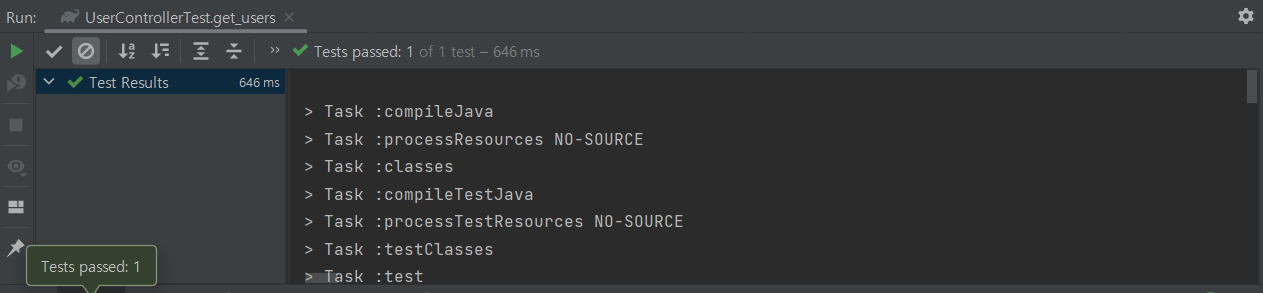 Run: UserControllerTest.get_users
Tests passed: 1 of 1 test – 646 ms
Test Results 646 ms
> Task :compileJava
> Task :processResources NO-SOURCE
> Task :classes
> Task :compileTestJava
> Task :processTestResources NO-SOURCE
> Task :testClasses
> Task :test
Tests passed: 1